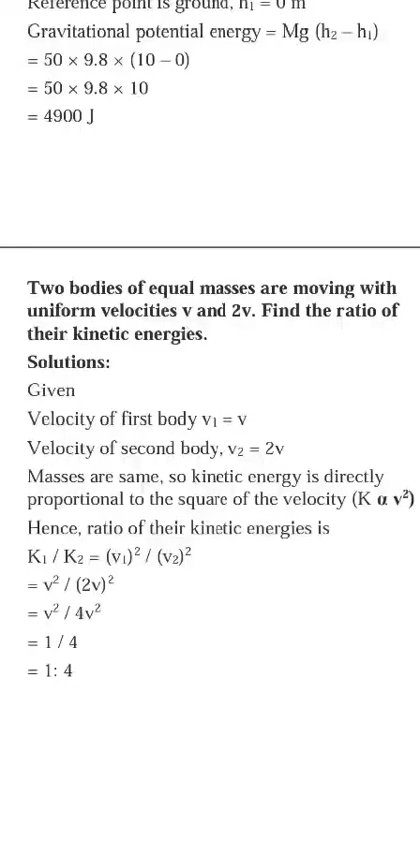 Reference point is ground, h₁ = 0 m
Gravitational potential energy = Mg (h₂ – h₁)
= 50 × 9.8 × (10 – 0)
= 50 × 9.8 × 10
= 4900 J
Two bodies of equal masses are moving with
uniform velocities v and 2v. Find the ratio of
their kinetic energies.
Solutions:
Given
Velocity of first body v₁ = v
Velocity of second body, v₂ = 2v
Masses are same, so kinetic energy is directly
proportional to the square of the velocity (K α v²)
Hence, ratio of their kinetic energies is
K₁ / K₂ = (v₁)² / (v₂)²
= v² / (2v)²
= v² / 4v²
= 1 / 4
= 1: 4